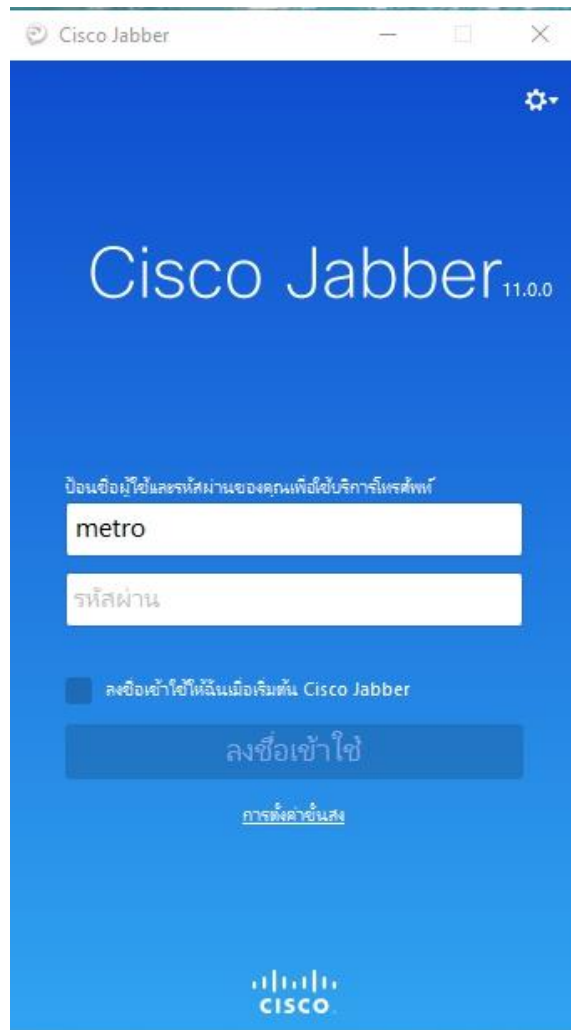 Cisco Jabber
Cisco Jabber 11.0.0
ป้อนชื่อผู้ใช้และรหัสผ่านของคุณเพื่อใช้บริการโทรศัพท์
metro
รหัสผ่าน
ลงชื่อเข้าใช้ให้ฉันเมื่อเริ่มต้น Cisco Jabber
ลงชื่อเข้าใช้
การตั้งค่าขั้นสูง
CISCO